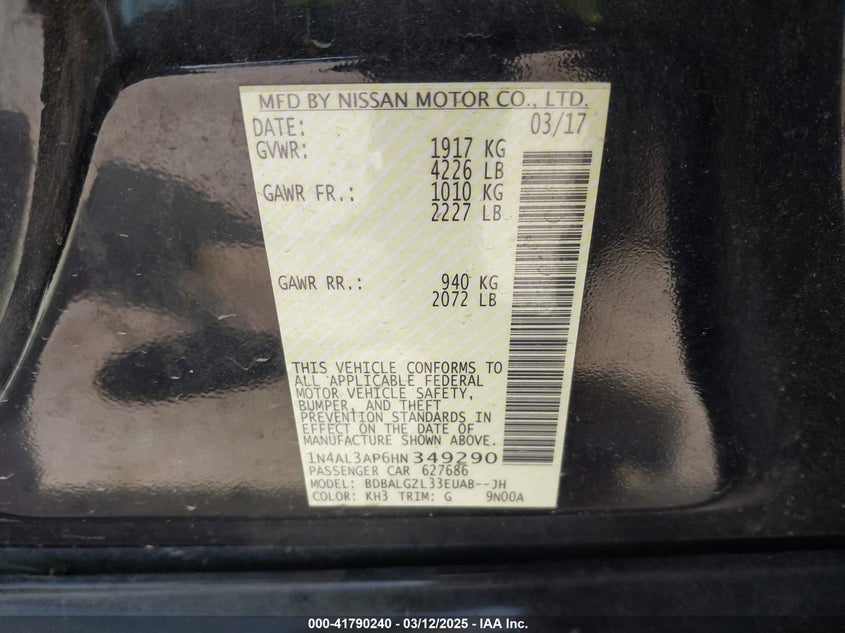 MFD BY NISSAN MOTOR CO., LTD.
DATE: 03/17
GVWR: 1917 KG
4226 LB
GAWR FR.: 1010 KG
2227 LB
GAWR RR.: 940 KG
2072 LB
THIS VEHICLE CONFORMS TO
ALL APPLICABLE FEDERAL
MOTOR VEHICLE SAFETY,
BUMPER, AND THEFT
PREVENTION STANDARDS IN
EFFECT ON THE DATE OF
MANUFACTURE SHOWN ABOVE.
1N4AL3AP6HN349290
PASSENGER CAR 627686
MODEL: BDBALGZL33EUAB--JH
COLOR: KH3 TRIM: G 9N00A
000-41790240 - 03/12/2025 - IAA Inc.